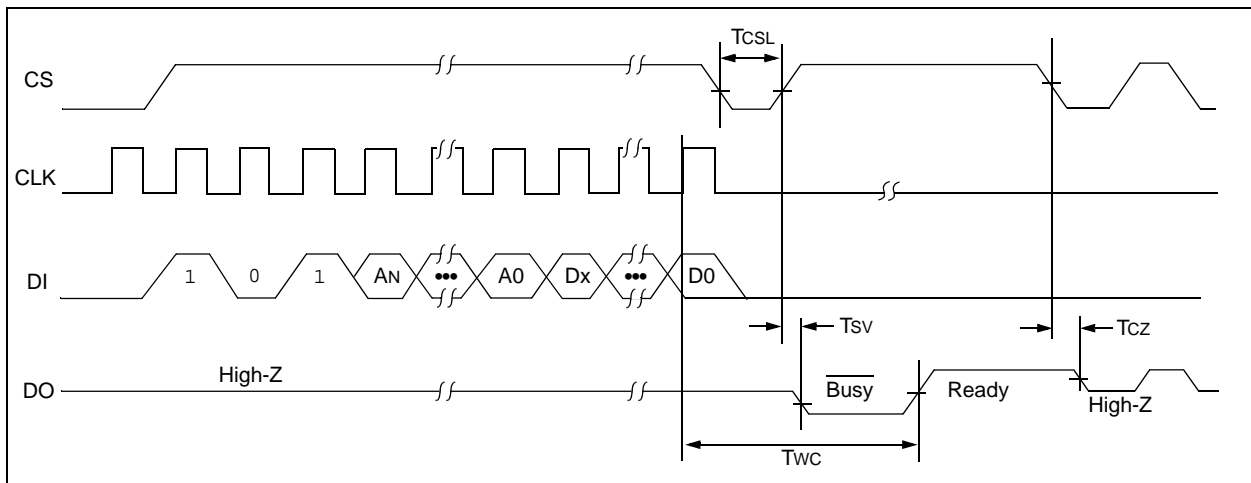 TCSL
CS
CLK
DI 1 0 1 AN ••• A0 Dx ••• D0
TSV TCZ
DO High-Z Busy Ready High-Z
TWC